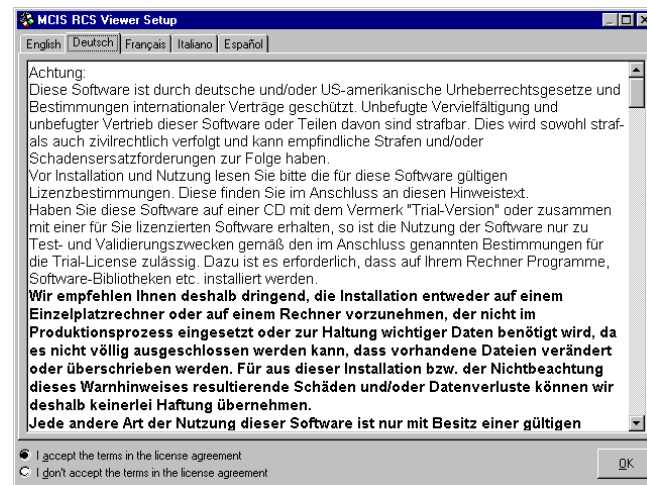 MCIS RCS Viewer Setup
English Deutsch Français Italiano Español
Achtung:
Diese Software ist durch deutsche und/oder US-amerikanische Urheberrechtsgesetze und
Bestimmungen internationaler Verträge geschützt. Unbefugte Vervielfältigung und
unbefugter Vertrieb dieser Software oder Teilen davon sind strafbar. Dies wird sowohl straf-
als auch zivilrechtlich verfolgt und kann empfindliche Strafen und/oder
Schadensersatzforderungen zur Folge haben.
Vor Installation und Nutzung lesen Sie bitte die für diese Software gültigen
Lizenzbestimmungen. Diese finden Sie im Anschluss an diesen Hinweistext.
Haben Sie diese Software auf einer CD mit dem Vermerk "Trial-Version" oder zusammen
mit einer für Sie lizenzierten Software erhalten, so ist die Nutzung der Software nur zu
Test- und Validierungszwecken gemäß den im Anschluss genannten Bestimmungen für
die Trial-License zulässig. Dazu ist es erforderlich, dass auf Ihrem Rechner Programme,
Software-Bibliotheken etc. installiert werden.
Wir empfehlen Ihnen deshalb dringend, die Installation entweder auf einem
Einzelplatzrechner oder auf einem Rechner vorzunehmen, der nicht im
Produktionsprozess eingesetzt oder zur Haltung wichtiger Daten benötigt wird, da
es nicht völlig ausgeschlossen werden kann, dass vorhandene Dateien verändert
oder überschrieben werden. Für aus dieser Installation bzw. der Nichtbeachtung
dieses Warnhinweises resultierende Schäden und/oder Datenverluste können wir
deshalb keinerlei Haftung übernehmen.
Jede andere Art der Nutzung dieser Software ist nur mit Besitz einer gültigen
I accept the terms in the license agreement
I don't accept the terms in the license agreement
OK